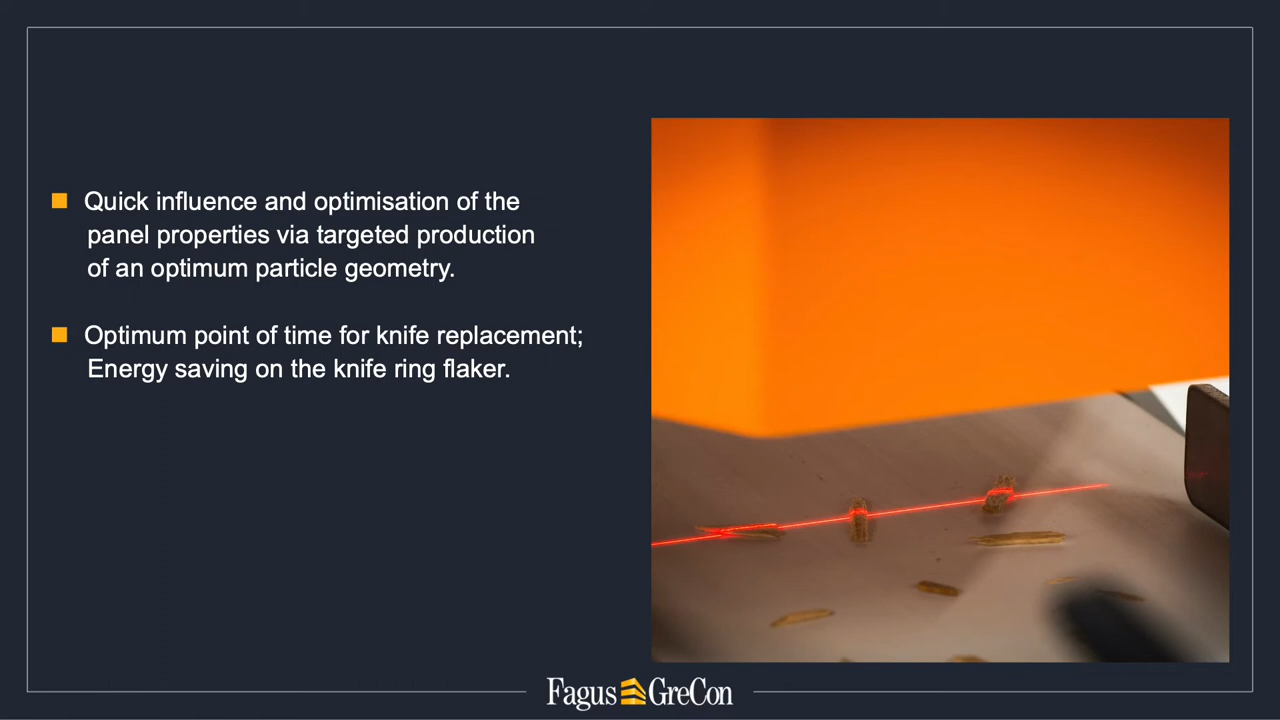 Quick influence and optimisation of the
panel properties via targeted production
of an optimum particle geometry.
Optimum point of time for knife replacement;
Energy saving on the knife ring flaker.
Fagus GreCon